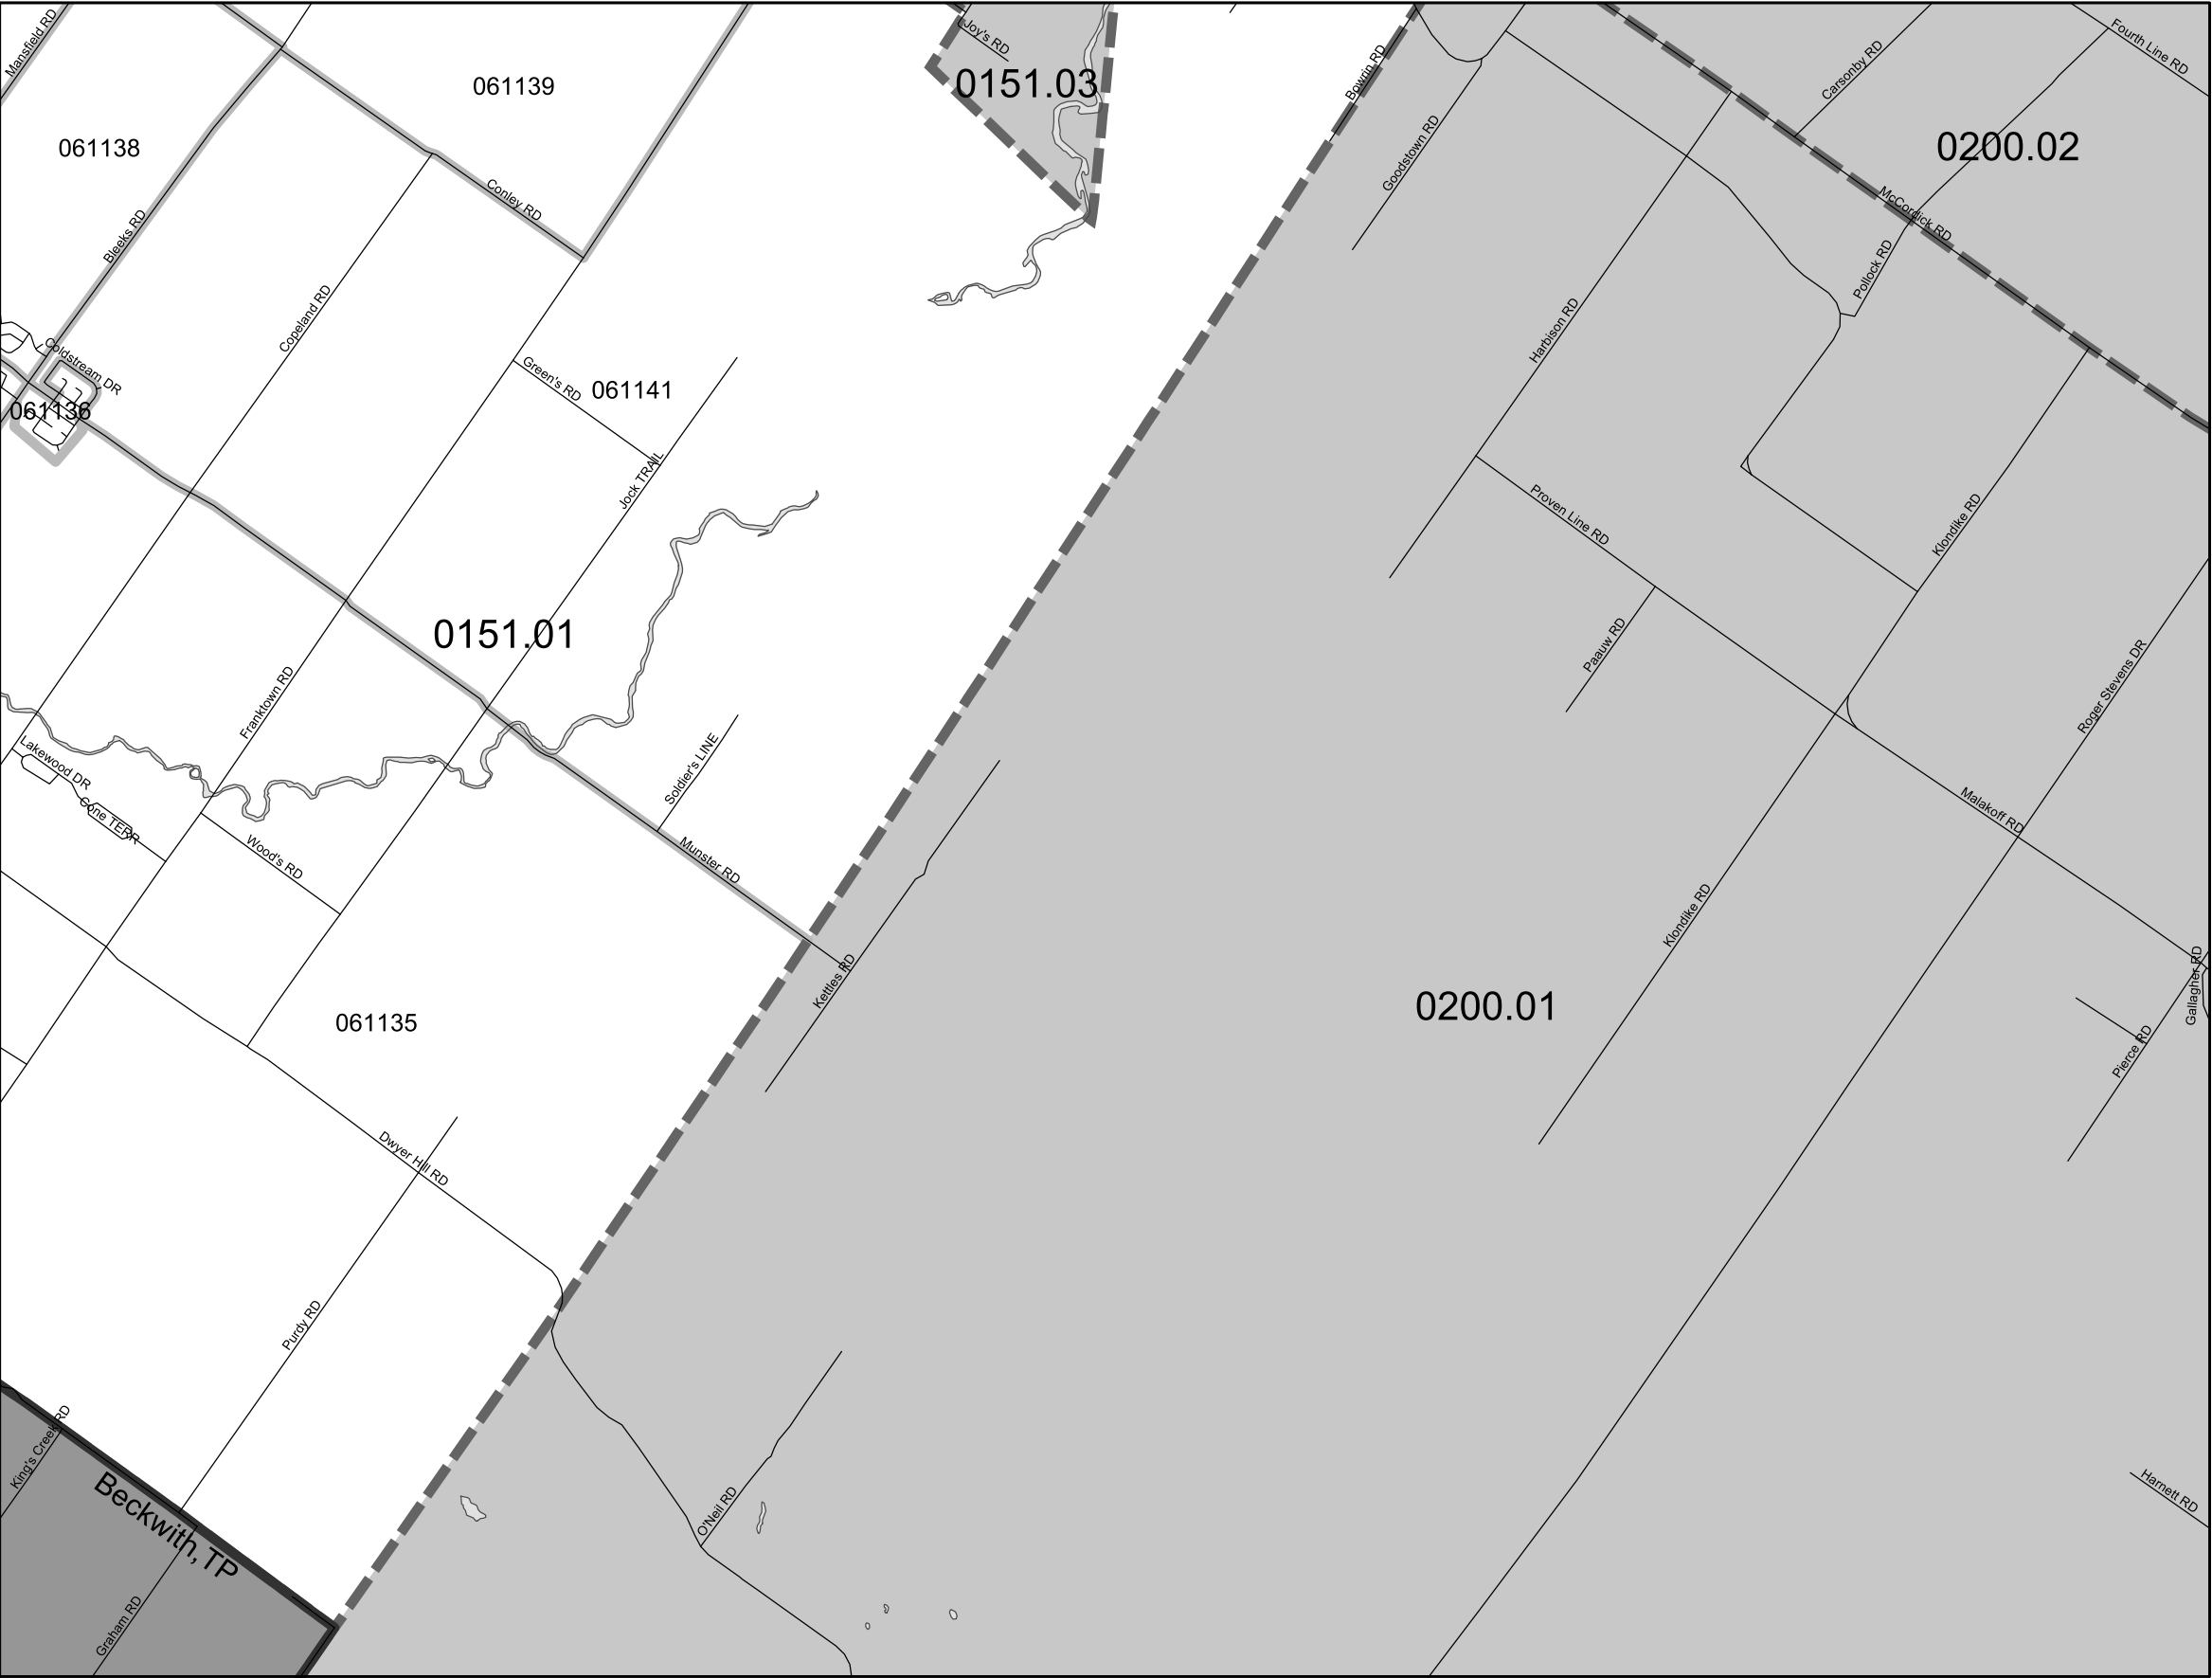 Mansfield RD
Joy's RD
Fourth Line RD
Carsonby RD
Bowrin RD
061139
0151.03
061138
Goodstown RD
0200.02
Conley RD
McCordick RD
Bleeks RD
Pollock RD
Copeland RD
Harbison RD
Coldstream DR
Green's RD
061141
061136
Jock TRAIL
Proven Line RD
Klondike RD
0151.01
Paauw RD
Franktown RD
Roger Stevens DR
Lakewood DR
Soldier's LINE
Cone TERR
Malakoff RD
Wood's RD
Munster RD
Klondike RD
Kettles RD
Gallagher RD
0200.01
061135
Pierce RD
Dwyer Hill RD
Purdy RD
King's Creek RD
Harnett RD
O'Neil RD
Beckwith, TP
Graham RD